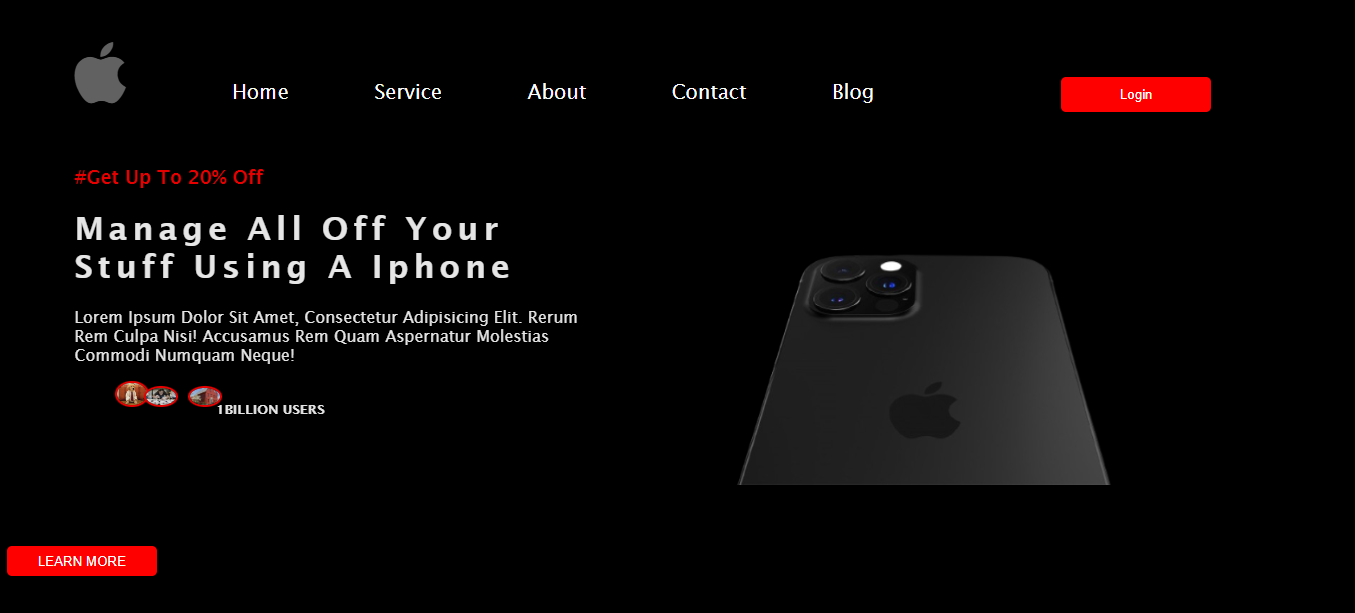 Home Service About Contact Blog Login
#Get Up To 20% Off
Manage All Off Your
Stuff Using A Iphone
Lorem Ipsum Dolor Sit Amet, Consectetur Adipisicing Elit. Rerum
Rem Culpa Nisi! Accusamus Rem Quam Aspernatur Molestias
Commodi Numquam Neque!
1BILLION USERS
LEARN MORE